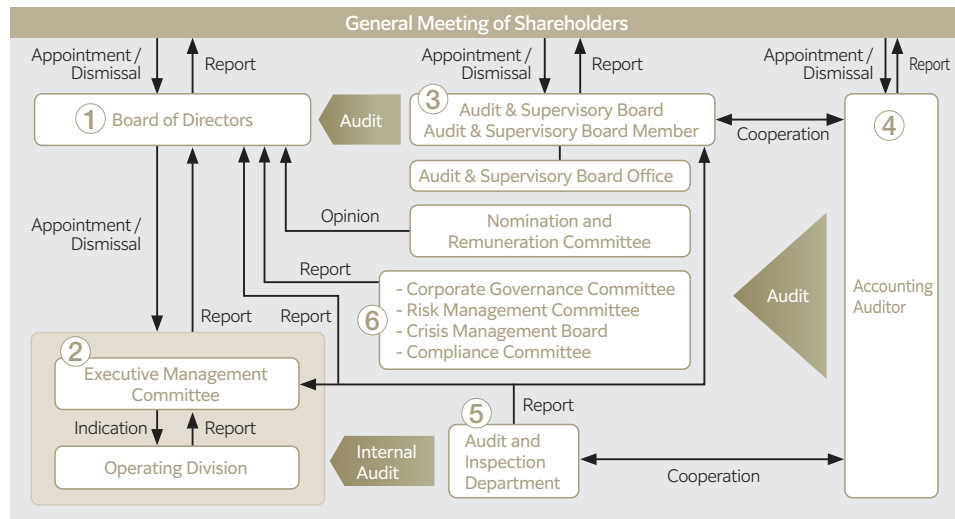 General Meeting of Shareholders
Appointment /
Dismissal
Report
Appointment /
Dismissal
Report
Appointment /
Dismissal
Report
① Board of Directors
Audit
③ Audit & Supervisory Board
Audit & Supervisory Board Member
Cooperation
④
Audit & Supervisory Board Office
Appointment /
Dismissal
Opinion
Nomination and
Remuneration Committee
Report
Report
Report
⑥
- Corporate Governance Committee
- Risk Management Committee
- Crisis Management Board
- Compliance Committee
Audit
Accounting
Auditor
② Executive Management
Committee
Indication
Report
Operating Division
Internal
Audit
Report
⑤ Audit and
Inspection
Department
Cooperation